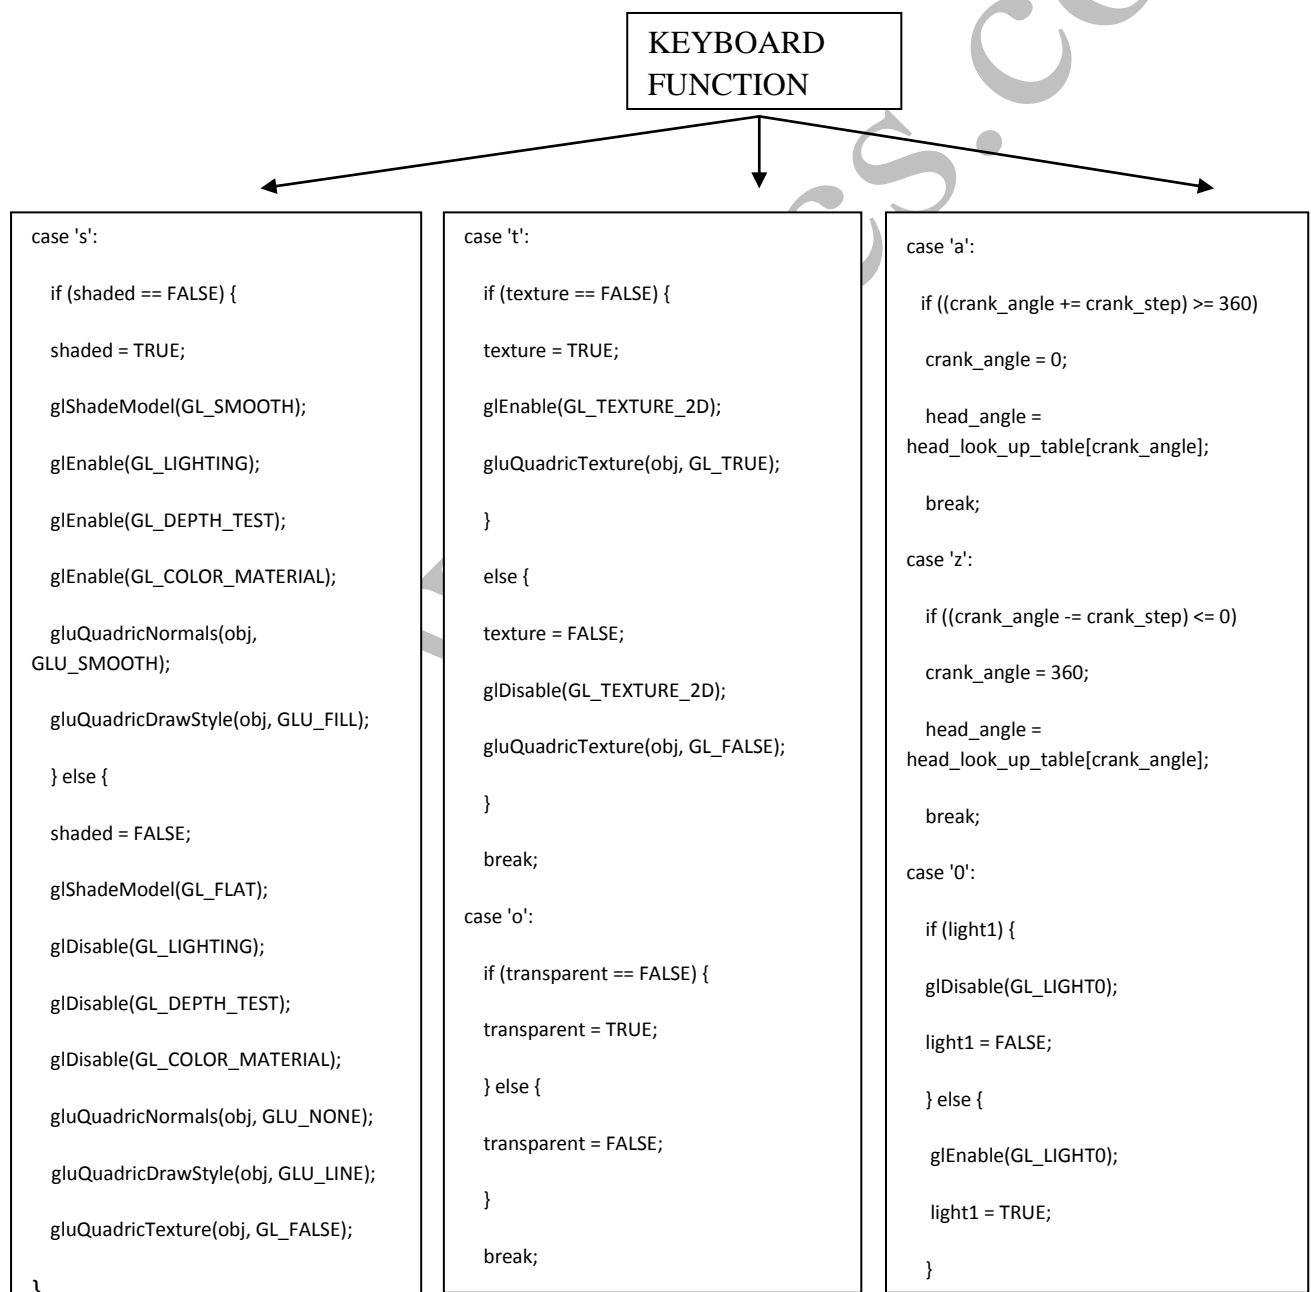 KEYBOARD
FUNCTION
case 's':
if (shaded == FALSE) {
shaded = TRUE;
glShadeModel(GL_SMOOTH);
glEnable(GL_LIGHTING);
glEnable(GL_DEPTH_TEST);
glEnable(GL_COLOR_MATERIAL);
gluQuadricNormals(obj,
GLU_SMOOTH);
gluQuadricDrawStyle(obj, GLU_FILL);
} else {
shaded = FALSE;
glShadeModel(GL_FLAT);
glDisable(GL_LIGHTING);
glDisable(GL_DEPTH_TEST);
glDisable(GL_COLOR_MATERIAL);
gluQuadricNormals(obj, GLU_NONE);
gluQuadricDrawStyle(obj, GLU_LINE);
gluQuadricTexture(obj, GL_FALSE);
}
case 't':
if (texture == FALSE) {
texture = TRUE;
glEnable(GL_TEXTURE_2D);
gluQuadricTexture(obj, GL_TRUE);
}
else {
texture = FALSE;
glDisable(GL_TEXTURE_2D);
gluQuadricTexture(obj, GL_FALSE);
}
break;
case 'o':
if (transparent == FALSE) {
transparent = TRUE;
} else {
transparent = FALSE;
}
break;
case 'a':
if ((crank_angle += crank_step) >= 360)
crank_angle = 0;
head_angle =
head_look_up_table[crank_angle];
break;
case 'z':
if ((crank_angle -= crank_step) <= 0)
crank_angle = 360;
head_angle =
head_look_up_table[crank_angle];
break;
case '0':
if (light1) {
glDisable(GL_LIGHT0);
light1 = FALSE;
} else {
glEnable(GL_LIGHT0);
light1 = TRUE;
}